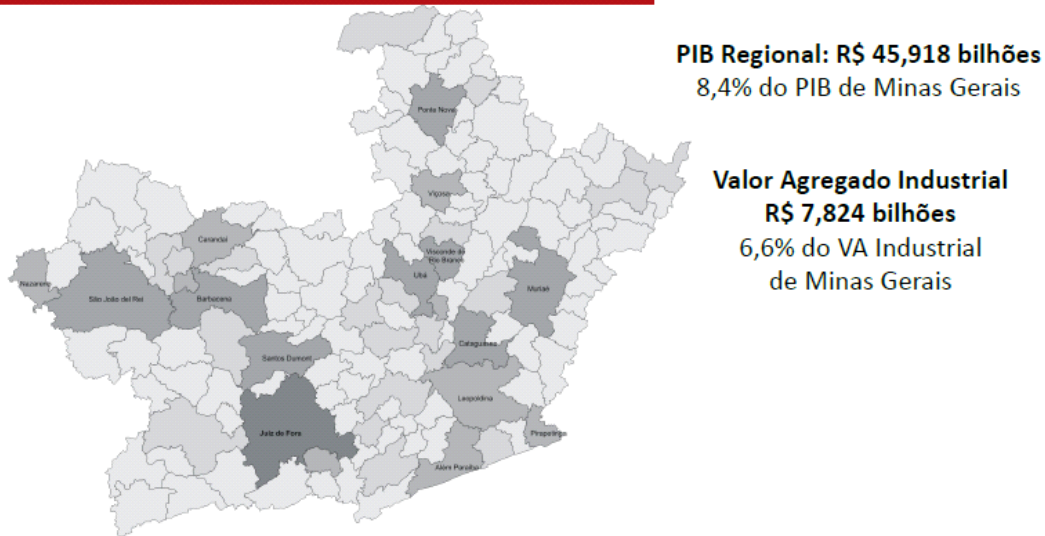 PIB Regional: R$ 45,918 bilhões
8,4% do PIB de Minas Gerais
Valor Agregado Industrial
R$ 7,824 bilhões
6,6% do VA Industrial
de Minas Gerais
Ponte Nova
Viçosa
Carandaí
Visconde do
Rio Branco
Ubá
Nazareno
São João del Rei
Barbacena
Muriaé
Cataguases
Santos Dumont
Leopoldina
Juiz de Fora
Pirapetinga
Além Paraíba